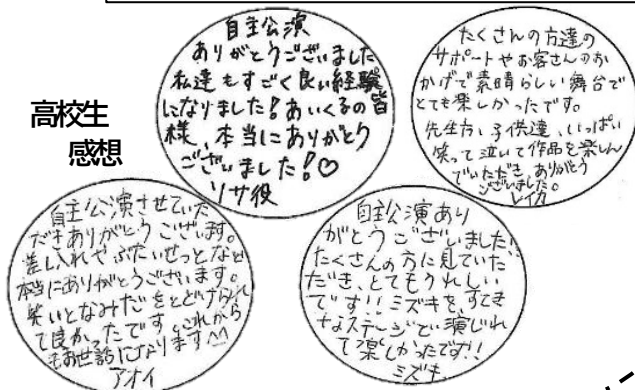 高校生
感想
自主公演
ありがとうございました
私達もすごく良い経験
になりました!あいくるの皆
様、本当にありがとう
ございました!♡
リサ役
たくさんの方達の
サポートやお客さんのお
かげで素晴らしい舞台で
とても楽しかったです。
先生方、子供達、いっぱい
笑って泣いて作品を楽しん
でいただき、ありがとう
ございました。
レイカ
自主公演させていた
だきありがとうございます。
差し入れやぶたいせっとなど
本当にありがとうございます。
笑いとなみだをとどけられ
て良かったです。これから
もお世話になります^^
アオイ
自主公演あり
がとうございました!
たくさんの方に見ていた
だき、とてもうれしい
です!!ミズキを、すてき
なステージで演じれ
て楽しかったです!!
ミズキ